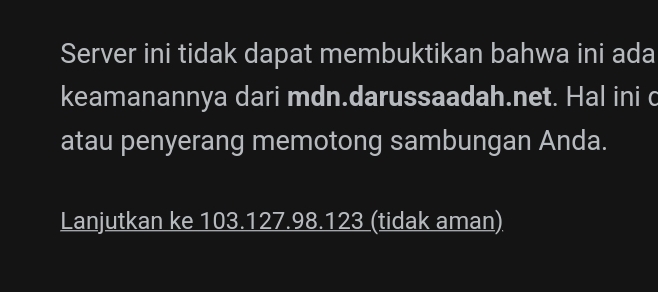 Server ini tidak dapat membuktikan bahwa ini ada
keamanannya dari mdn.darussaadah.net. Hal ini
atau penyerang memotong sambungan Anda.
Lanjutkan ke 103.127.98.123 (tidak aman)